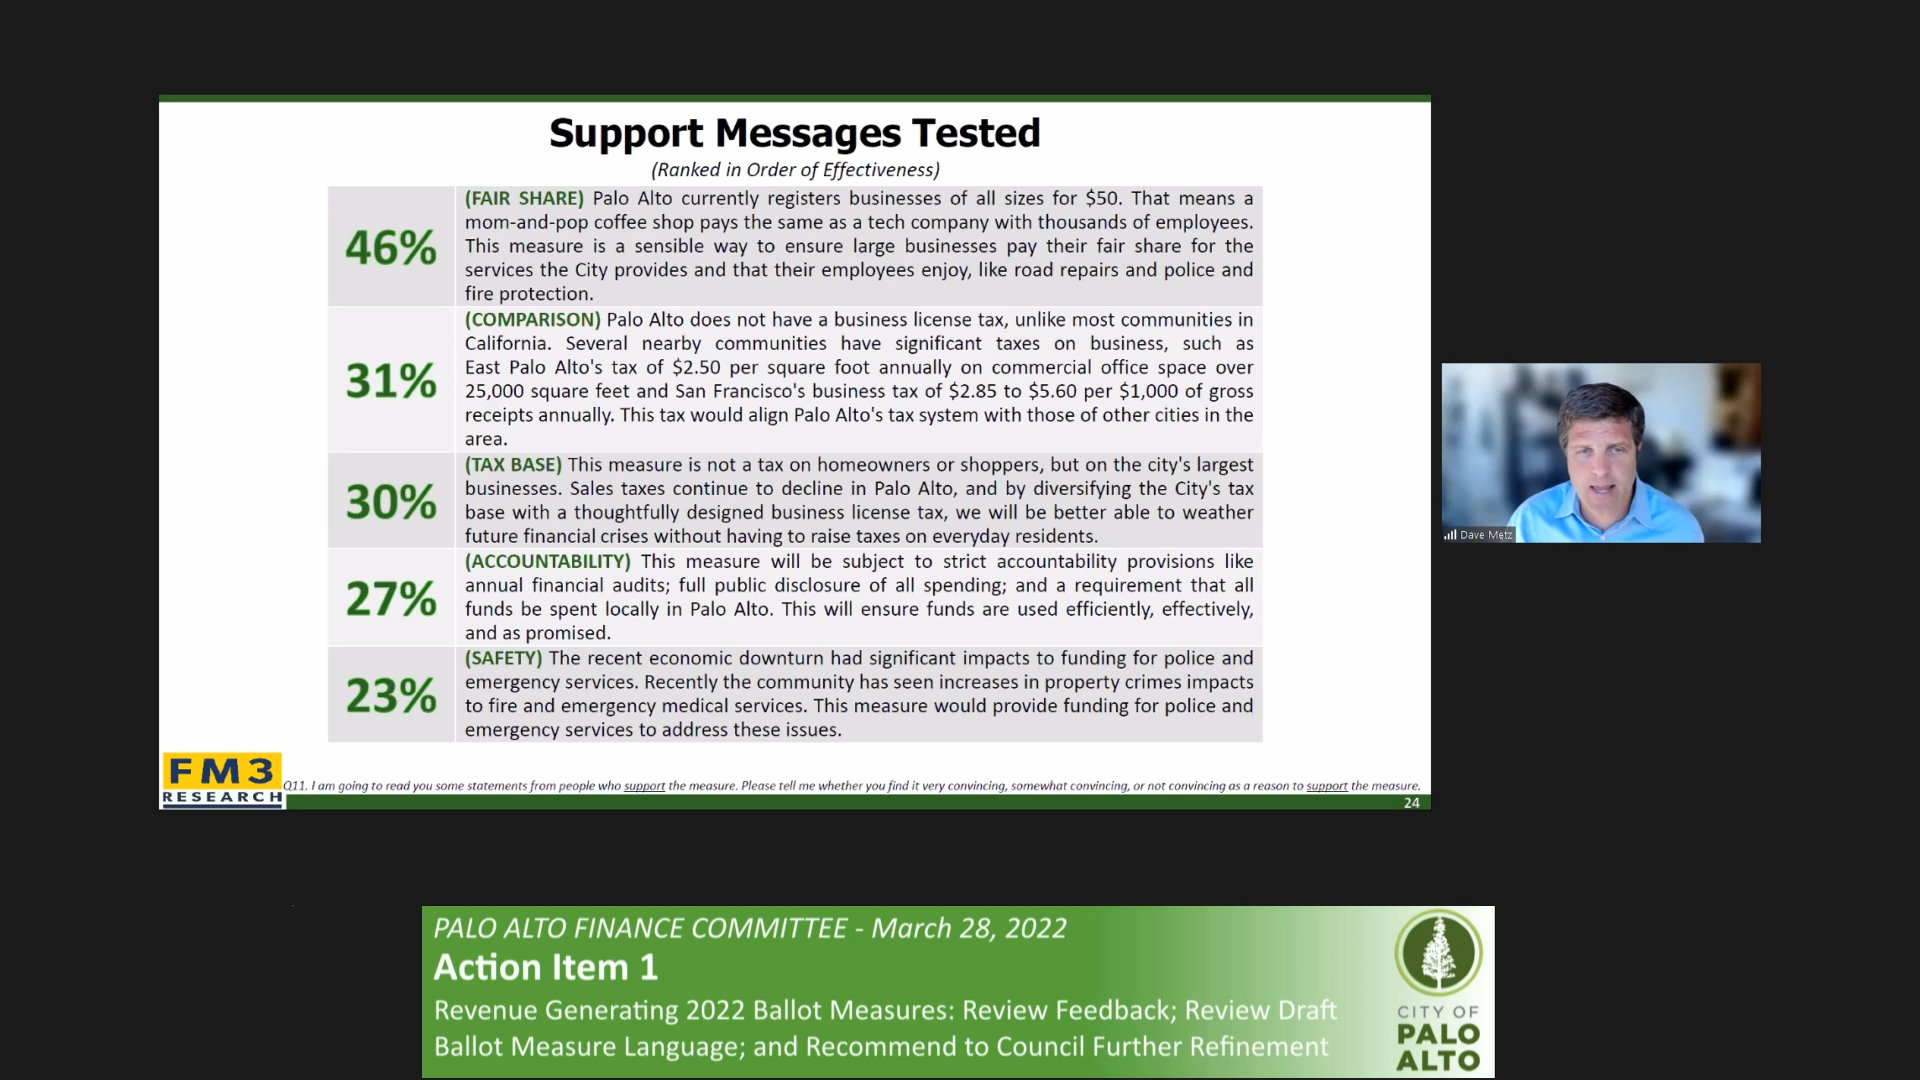 Support Messages Tested
(Ranked in Order of Effectiveness)
46%
(FAIR SHARE) Palo Alto currently registers businesses of all sizes for $50. That means a
mom-and-pop coffee shop pays the same as a tech company with thousands of employees.
This measure is a sensible way to ensure large businesses pay their fair share for the
services the City provides and that their employees enjoy, like road repairs and police and
fire protection.
31%
(COMPARISON) Palo Alto does not have a business license tax, unlike most communities in
California. Several nearby communities have significant taxes on business, such as
East Palo Alto's tax of $2.50 per square foot annually on commercial office space over
25,000 square feet and San Francisco's business tax of $2.85 to $5.60 per $1,000 of gross
receipts annually. This tax would align Palo Alto's tax system with those of other cities in the
area.
30%
(TAX BASE) This measure is not a tax on homeowners or shoppers, but on the city's largest
businesses. Sales taxes continue to decline in Palo Alto, and by diversifying the City's tax
base with a thoughtfully designed business license tax, we will be better able to weather
future financial crises without having to raise taxes on everyday residents.
27%
(ACCOUNTABILITY) This measure will be subject to strict accountability provisions like
annual financial audits; full public disclosure of all spending; and a requirement that all
funds be spent locally in Palo Alto. This will ensure funds are used efficiently, effectively,
and as promised.
23%
(SAFETY) The recent economic downturn had significant impacts to funding for police and
emergency services. Recently the community has seen increases in property crimes impacts
to fire and emergency medical services. This measure would provide funding for police and
emergency services to address these issues.
FM3
RESEARCH
Q11. I am going to read you some statements from people who support the measure. Please tell me whether you find it very convincing, somewhat convincing, or not convincing as a reason to support the measure.
24
Dave Metz
PALO ALTO FINANCE COMMITTEE - March 28, 2022
Action Item 1
Revenue Generating 2022 Ballot Measures: Review Feedback; Review Draft
Ballot Measure Language; and Recommend to Council Further Refinement
CITY OF
PALO
ALTO